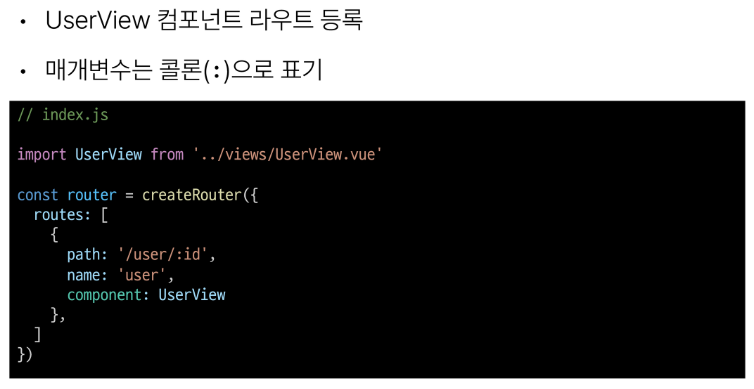 • UserView 컴포넌트 라우트 등록
• 매개변수는 콜론(:)으로 표기
// index.js
import UserView from '../views/UserView.vue'
const router = createRouter({
  routes: [
    {
      path: '/user/:id',
      name: 'user',
      component: UserView
    },
  ]
})